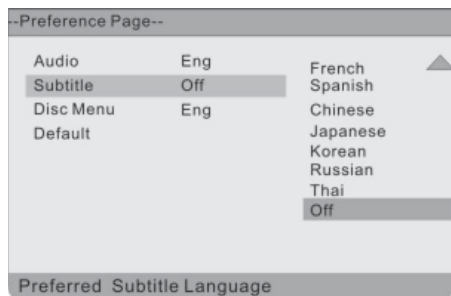 --Preference Page--
Audio Eng
Subtitle Off
Disc Menu Eng
Default
French
Spanish
Chinese
Japanese
Korean
Russian
Thai
Off
Preferred Subtitle Language